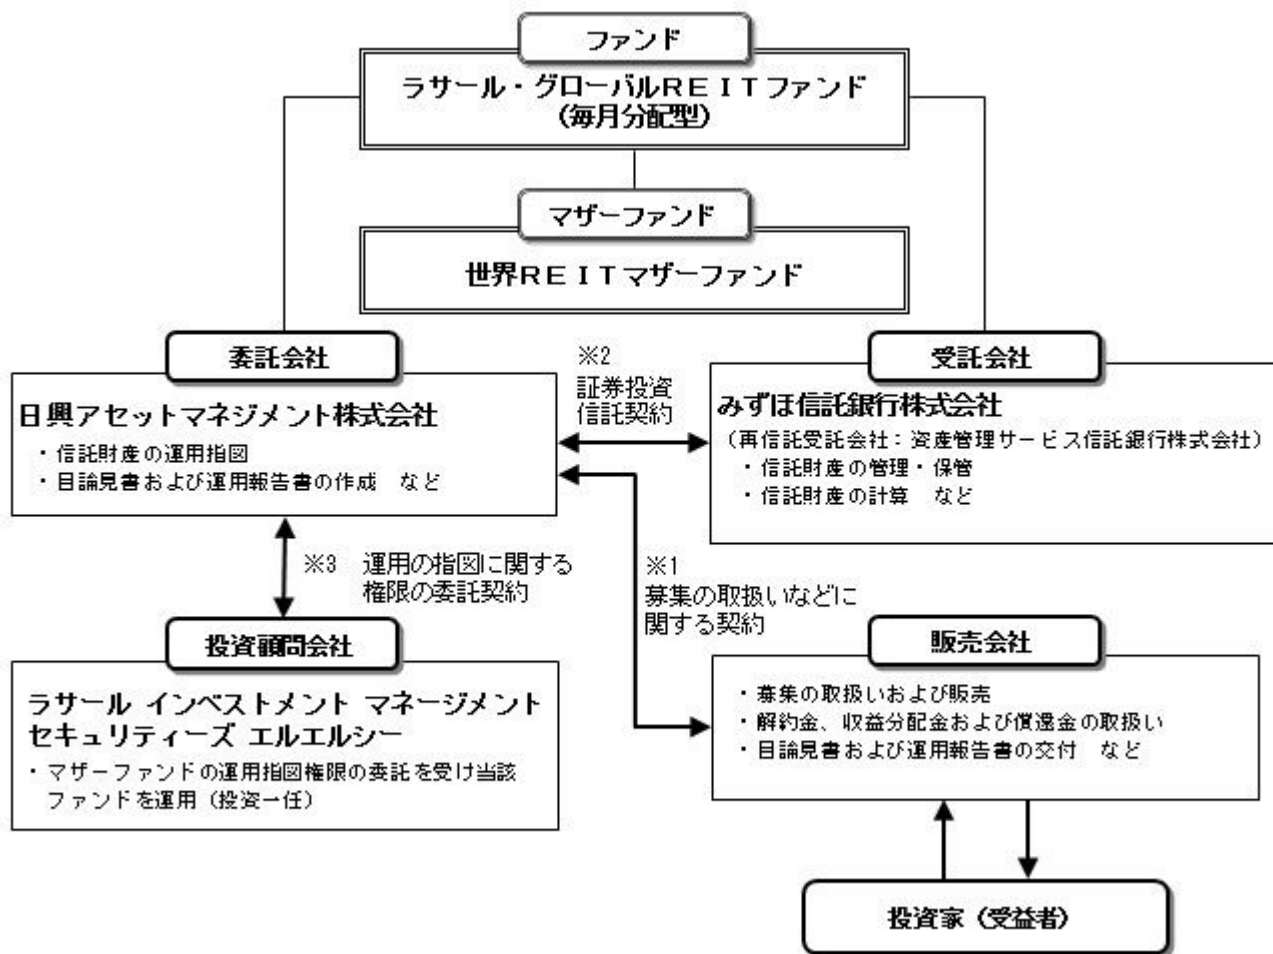 ファンド
ラサール・グローバルＲＥＩＴファンド
（毎月分配型）
マザーファンド
世界ＲＥＩＴマザーファンド
委託会社
日興アセットマネジメント株式会社
・信託財産の運用指図
・目論見書および運用報告書の作成　など
※2
証券投資
信託契約
受託会社
みずほ信託銀行株式会社
（再信託受託会社：資産管理サービス信託銀行株式会社）
・信託財産の管理・保管
・信託財産の計算　など
※3　運用の指図に関する
権限の委託契約
※1
募集の取扱いなどに
関する契約
投資顧問会社
ラサール インベストメント マネージメント
セキュリティーズ エルエルシー
・マザーファンドの運用指図権限の委託を受け当該
ファンドを運用（投資一任）
販売会社
・募集の取扱いおよび販売
・解約金、収益分配金および償還金の取扱い
・目論見書および運用報告書の交付　など
投資家（受益者）